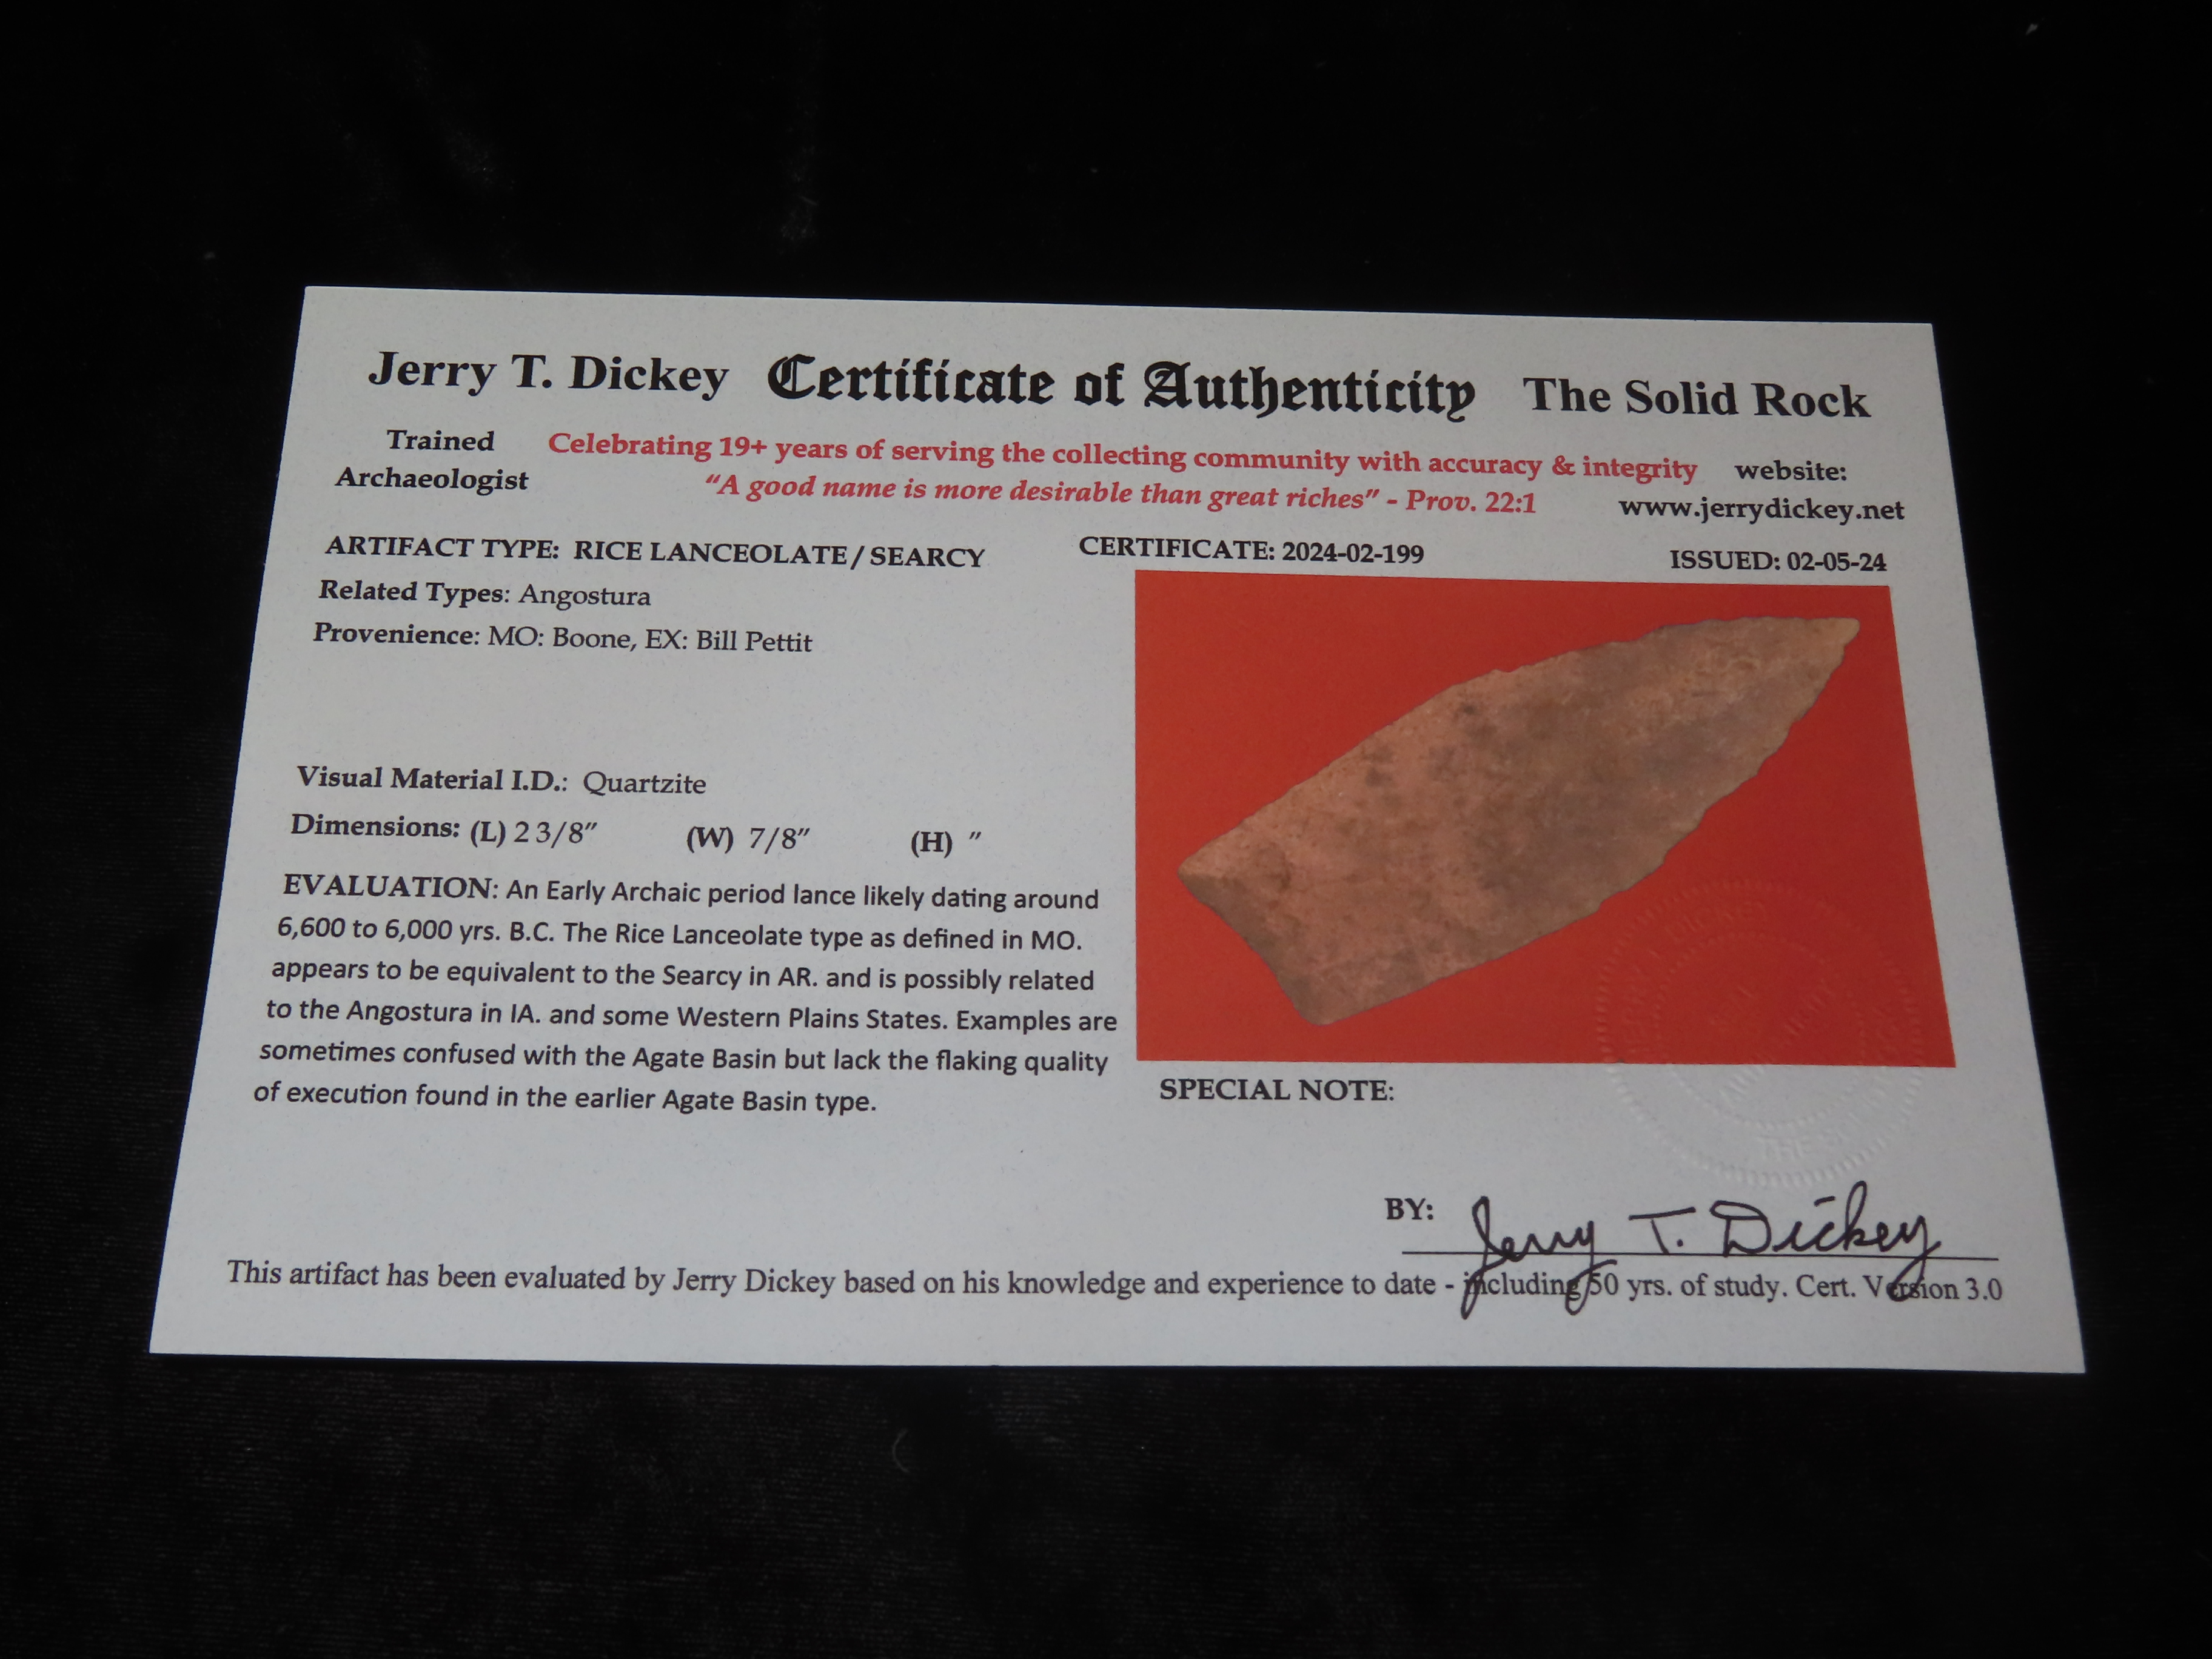 Jerry T. Dickey Certificate of Authenticity The Solid Rock
Trained
Archaeologist
Celebrating 19+ years of serving the collecting community with accuracy & integrity
"A good name is more desirable than great riches" - Prov. 22:1
website:
www.jerrydickey.net
ARTIFACT TYPE: RICE LANCEOLATE/SEARCY
CERTIFICATE: 2024-02-199
ISSUED: 02-05-24
Related Types: Angostura
Provenience: MO: Boone, EX: Bill Pettit
Visual Material I.D.: Quartzite
Dimensions: (L) 2 3/8" (W) 7/8" (H) "
EVALUATION: An Early Archaic period lance likely dating around
6,600 to 6,000 yrs. B.C. The Rice Lanceolate type as defined in MO.
appears to be equivalent to the Searcy in AR. and is possibly related
to the Angostura in IA. and some Western Plains States. Examples are
sometimes confused with the Agate Basin but lack the flaking quality
of execution found in the earlier Agate Basin type.
SPECIAL NOTE:
BY: Jerry T. Dickey
This artifact has been evaluated by Jerry Dickey based on his knowledge and experience to date - including 50 yrs. of study. Cert. Version 3.0